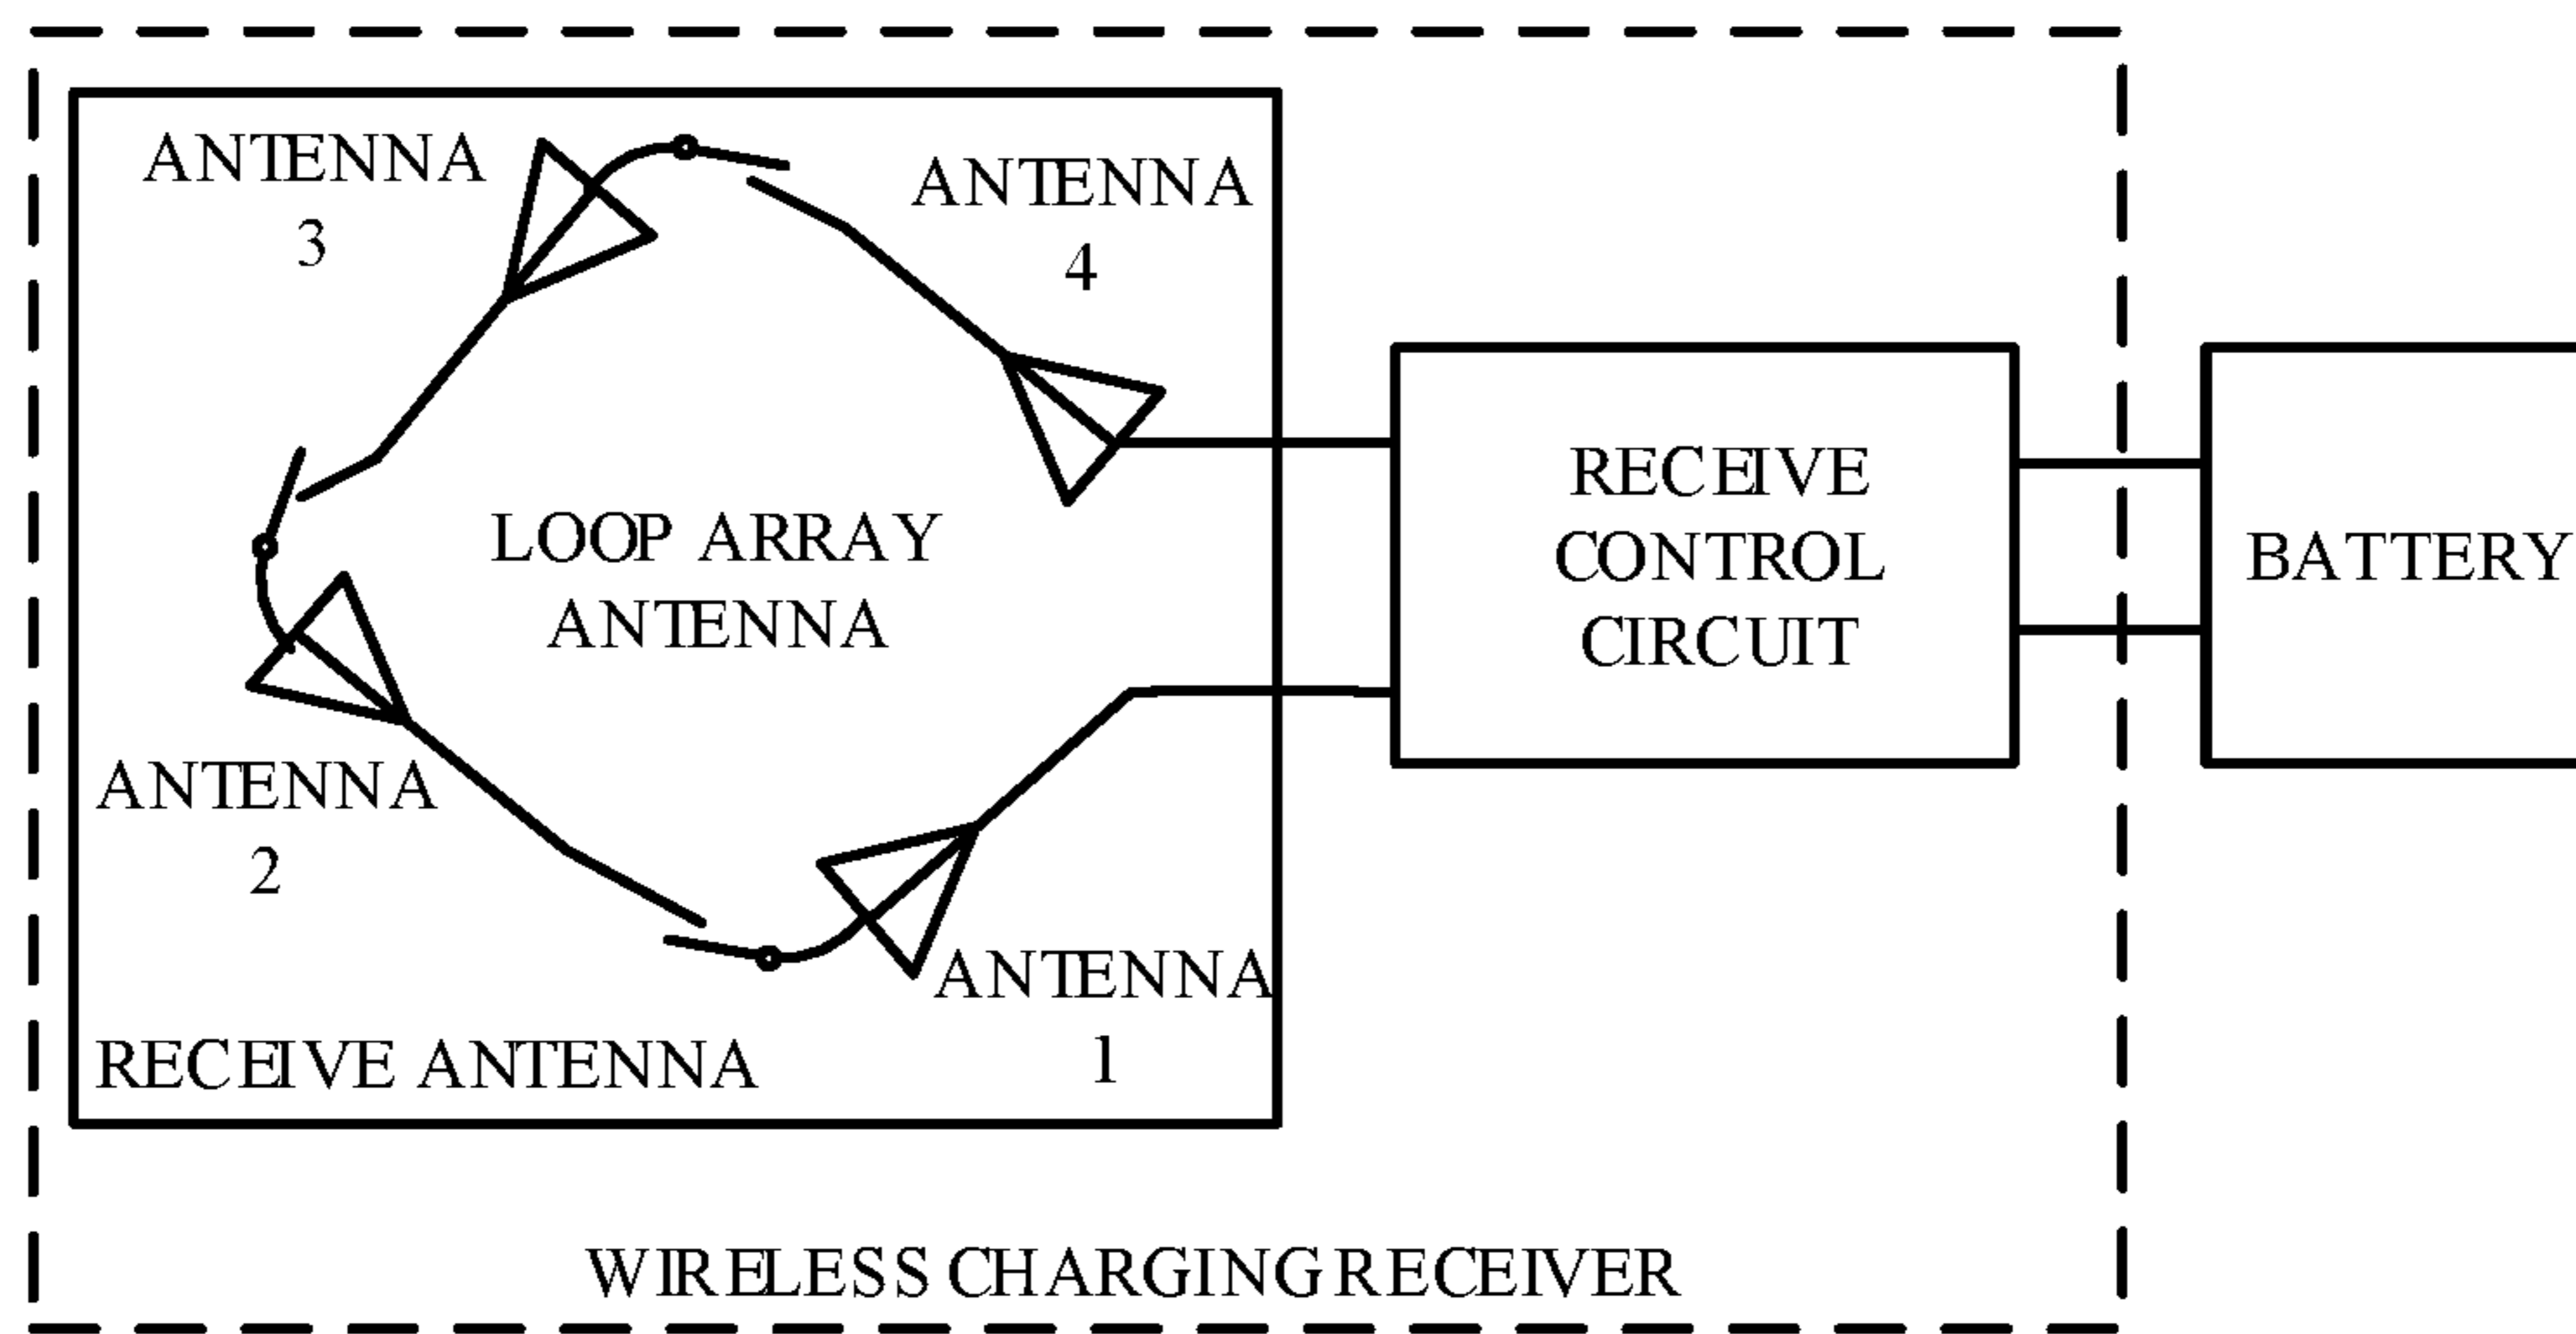 ANTENNA
3
ANTENNA
4
LOOP ARRAY
ANTENNA
RECEIVE
CONTROL
CIRCUIT
BATTERY
ANTENNA
2
ANTENNA
1
RECEIVE ANTENNA
WIRELESS CHARGING RECEIVER